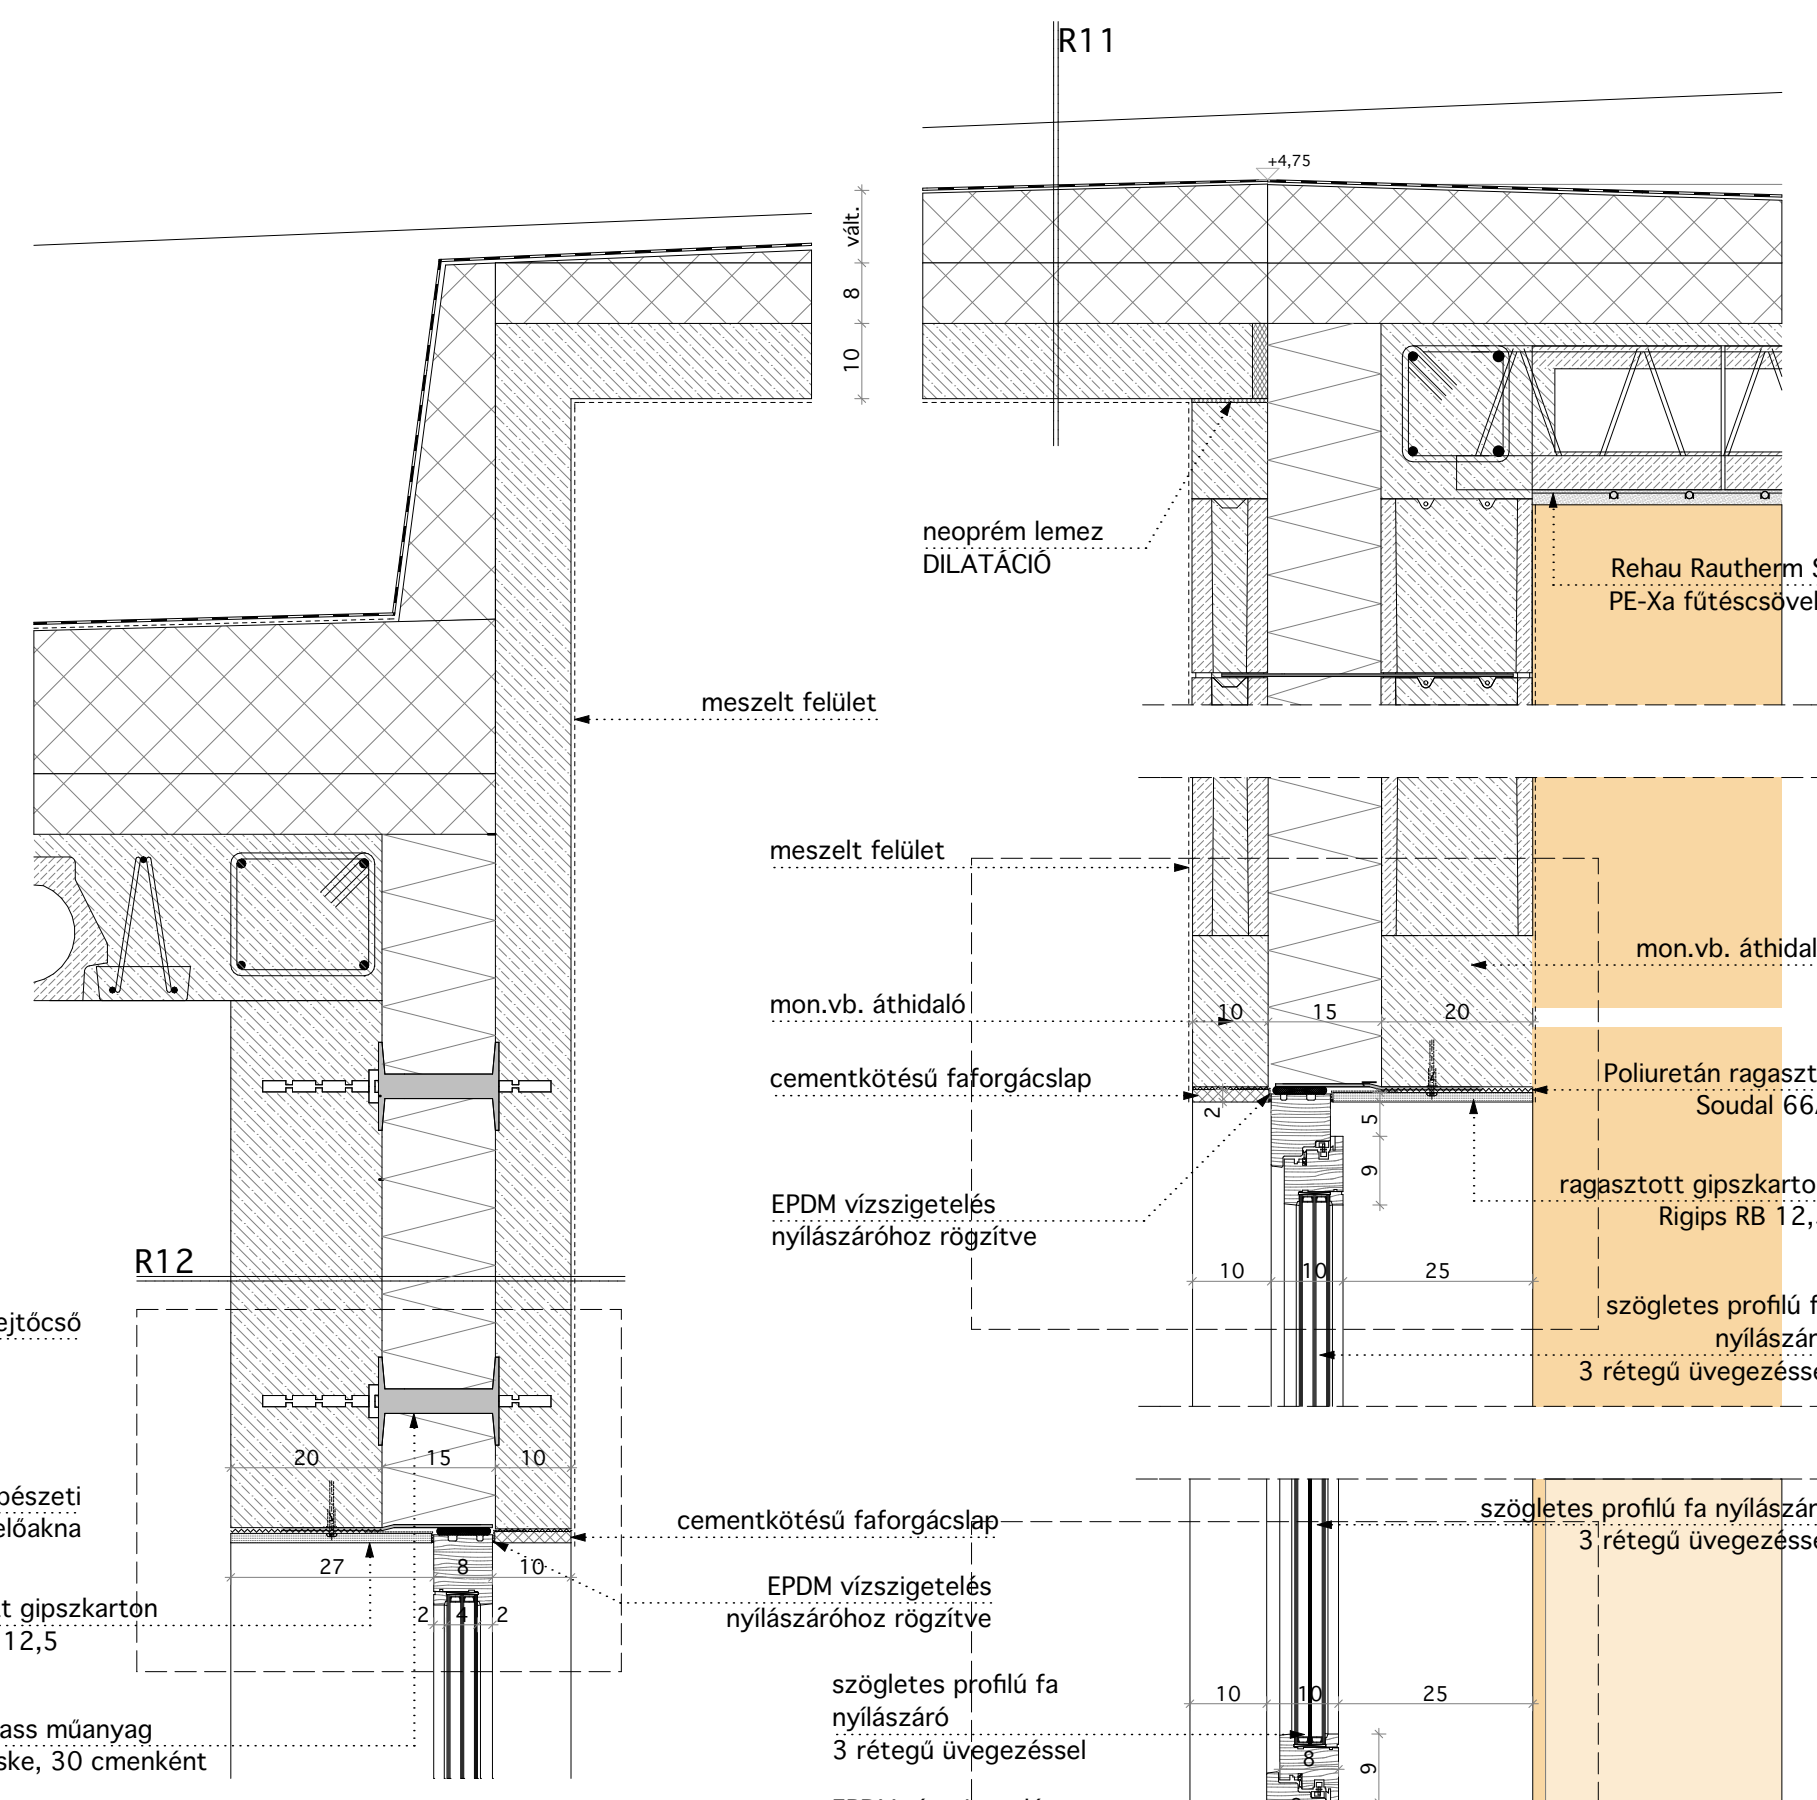 R11
+4,75
vált.
8
10
neoprém lemez
DILATÁCIÓ
Rehau Rautherm
PE-Xa fűtéscsövel
meszelt felület
meszelt felület
mon.vb. áthidal
mon.vb. áthidaló
10
15
20
cementkötésű faforgácslap
Poliuretán ragaszt
Soudal 66
2
5
9
EPDM vízszigetelés
nyílászáróhoz rögzítve
ragasztott gipszkarto
Rigips RB 12,
R12
10
10
25
ejtőcső
szögletes profilú f
nyílászár
3 rétegű üvegezésse
20
15
10
pészeti
előakna
cementkötésű faforgácslap
szögletes profilú fa nyílászár
3 rétegű üvegezésse
27
8
10
EPDM vízszigetelés
nyílászáróhoz rögzítve
2
4
2
tt gipszkarton
12,5
szögletes profilú fa
nyílászáró
3 rétegű üvegezéssel
10
10
25
ass műanyag
ske, 30 cmenként
8
9